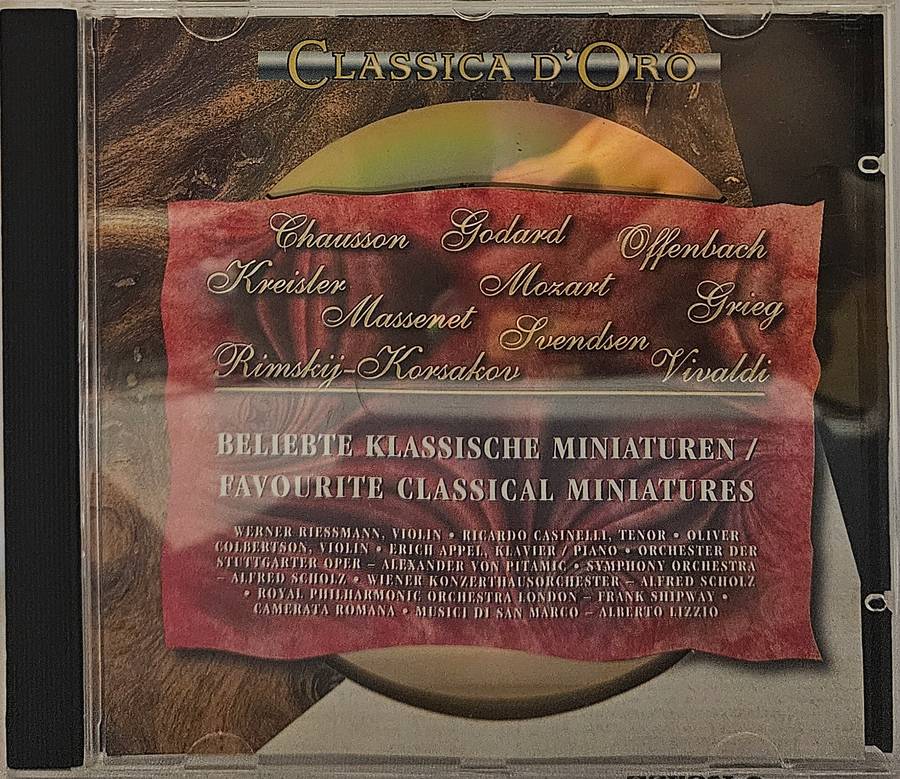 CLASSICA D'ORO
Chausson Godard Offenbach
Kreisler Mozart Grieg
Massenet Svendsen
Rimskij-Korsakov Vivaldi
BELIEBTE KLASSISCHE MINIATUREN /
FAVOURITE CLASSICAL MINIATURES
WERNER RIESSMANN, VIOLIN • RICARDO CASINELLI, TENOR • OLIVER
COLBERTSON, VIOLIN • ERICH APPEL, KLAVIER / PIANO • ORCHESTER DER
STUTTGARTER OPER – ALEXANDER VON PITAMIC • SYMPHONY ORCHESTRA
– ALFRED SCHOLZ • WIENER KONZERTHAUSORCHESTER – ALFRED SCHOLZ
• ROYAL PHILHARMONIC ORCHESTRA LONDON – FRANK SHIPWAY •
CAMERATA ROMANA • MUSICI DI SAN MARCO – ALBERTO LIZZIO